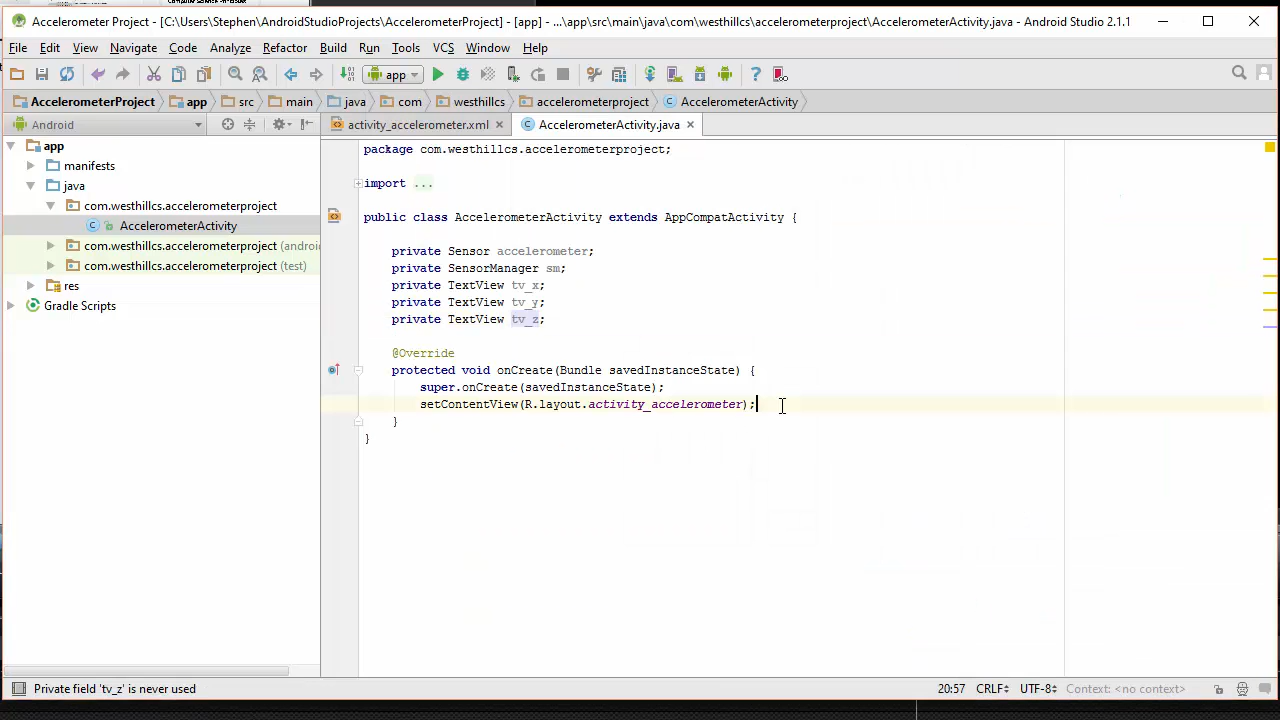 Accelerometer Project - [C:\Users\Stephen\AndroidStudioProjects\AccelerometerProject] - [app] - ...\app\src\main\java\com\westhillcs\accelerometerproject\AccelerometerActivity.java - Android Studio 2.1.1
File Edit View Navigate Code Analyze Refactor Build Run Tools VCS Window Help
app
AccelerometerProject app src main java com westhillcs accelerometerproject AccelerometerActivity
Android
activity_accelerometer.xml
AccelerometerActivity.java
app
manifests
java
com.westhillcs.accelerometerproject
AccelerometerActivity
com.westhillcs.accelerometerproject (androi
com.westhillcs.accelerometerproject (test)
res
Gradle Scripts
package com.westhillcs.accelerometerproject;
import ...
public class AccelerometerActivity extends AppCompatActivity {
private Sensor accelerometer;
private SensorManager sm;
private TextView tv_x;
private TextView tv_y;
private TextView tv_z;
@Override
protected void onCreate(Bundle savedInstanceState) {
super.onCreate(savedInstanceState);
setContentView(R.layout.activity_accelerometer);
}
}
Private field 'tv_z' is never used
20:57 CRLF UTF-8 Context: <no context>